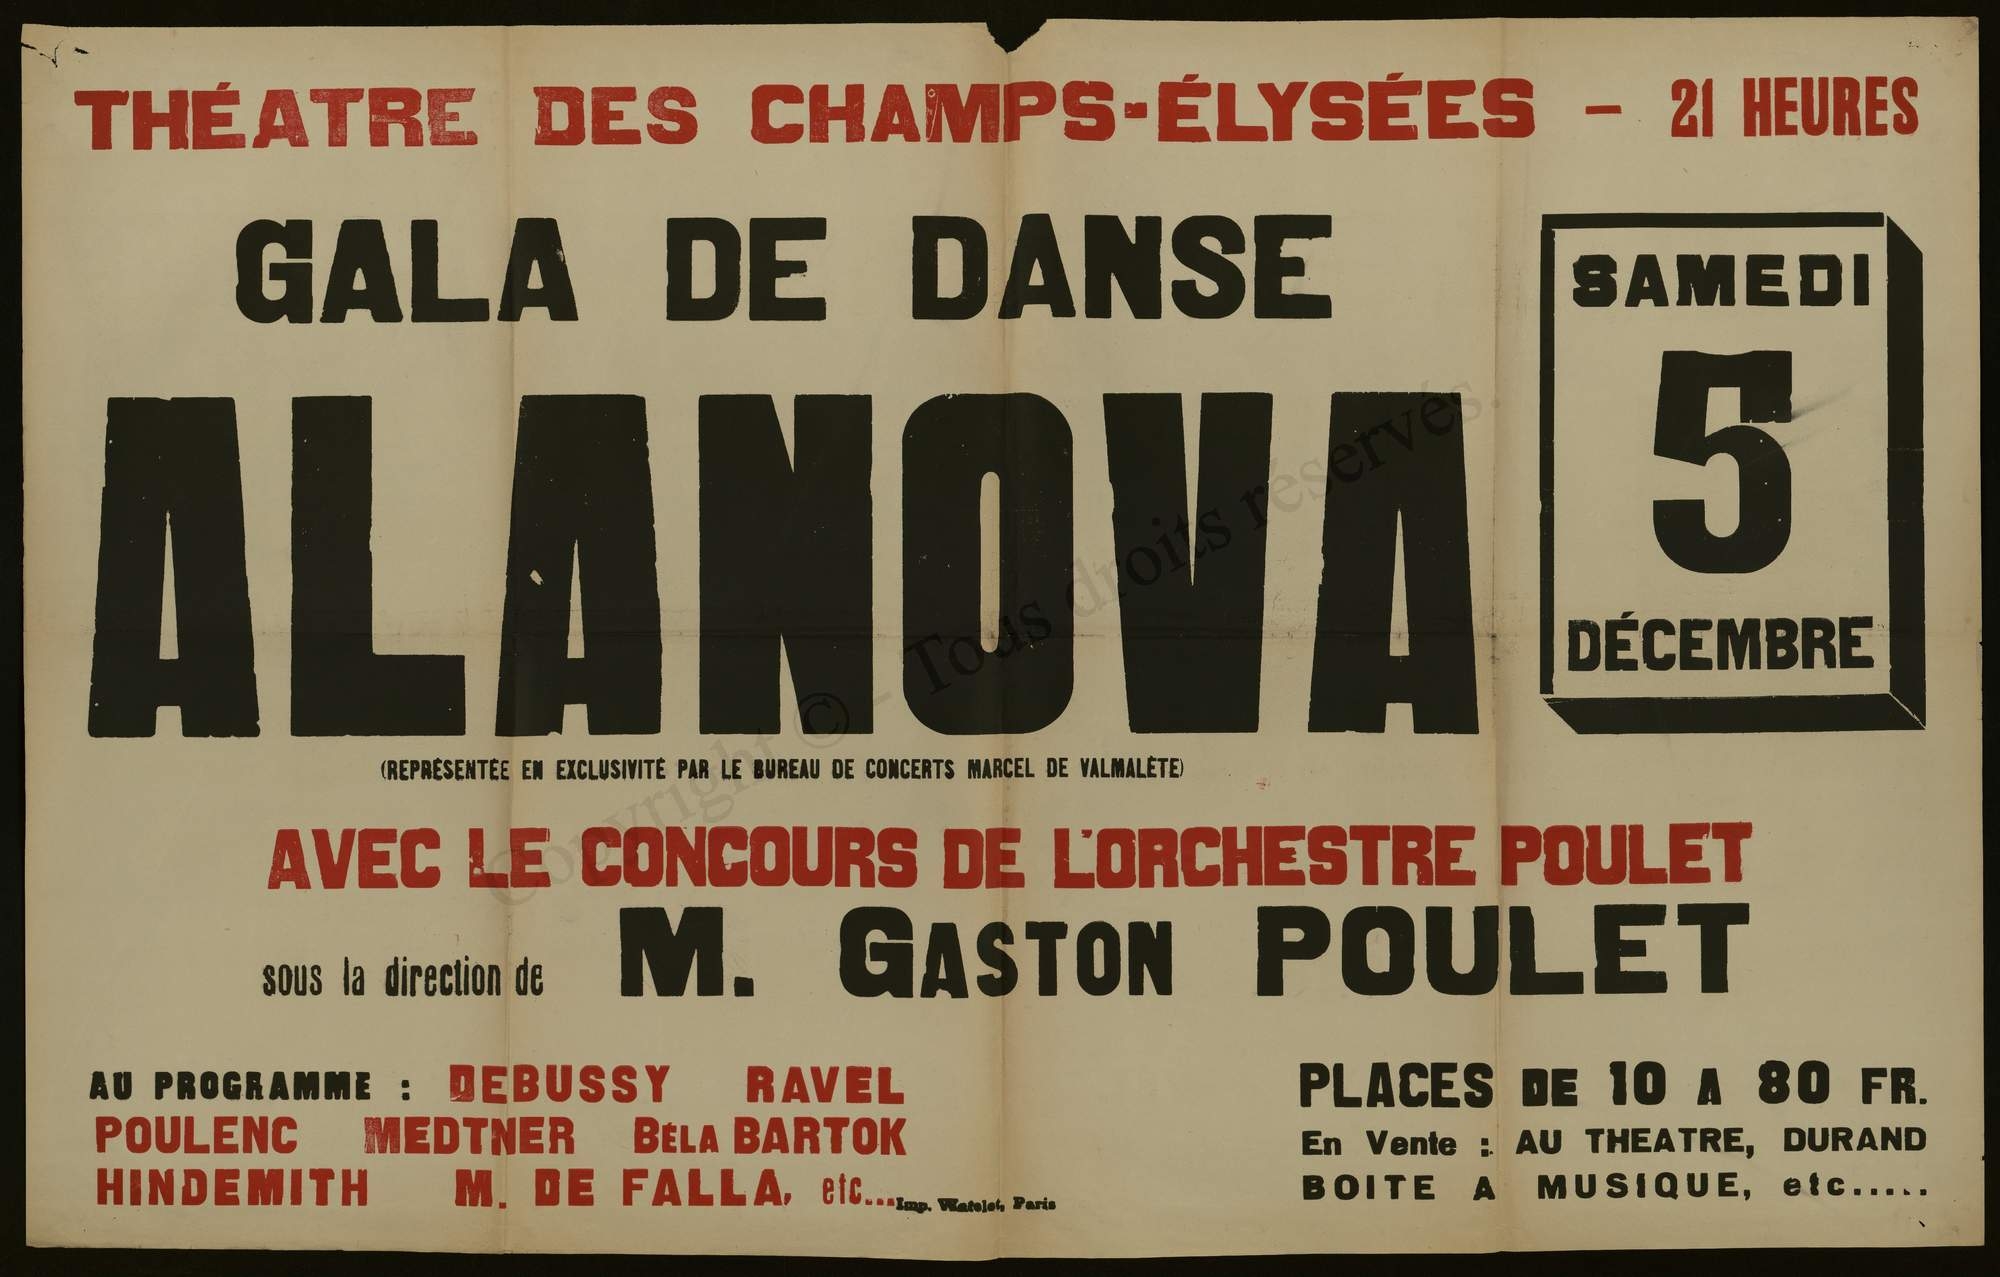 THÉATRE DES CHAMPS-ÉLYSÉES – 21 HEURES
GALA DE DANSE
ALANOVA
SAMEDI
5
DÉCEMBRE
(REPRÉSENTÉE EN EXCLUSIVITÉ PAR LE BUREAU DE CONCERTS MARCEL DE VALMALÈTE)
AVEC LE CONCOURS DE L'ORCHESTRE POULET
sous la direction de M. GASTON POULET
AU PROGRAMME : DEBUSSY RAVEL
POULENC MEDTNER BÉLA BARTOK
HINDEMITH M. DE FALLA, etc...
Imp. Watelet, Paris
PLACES DE 10 A 80 FR.
En Vente : AU THEATRE, DURAND
BOITE A MUSIQUE, etc.....
Copyright © - Tous droits réservés.